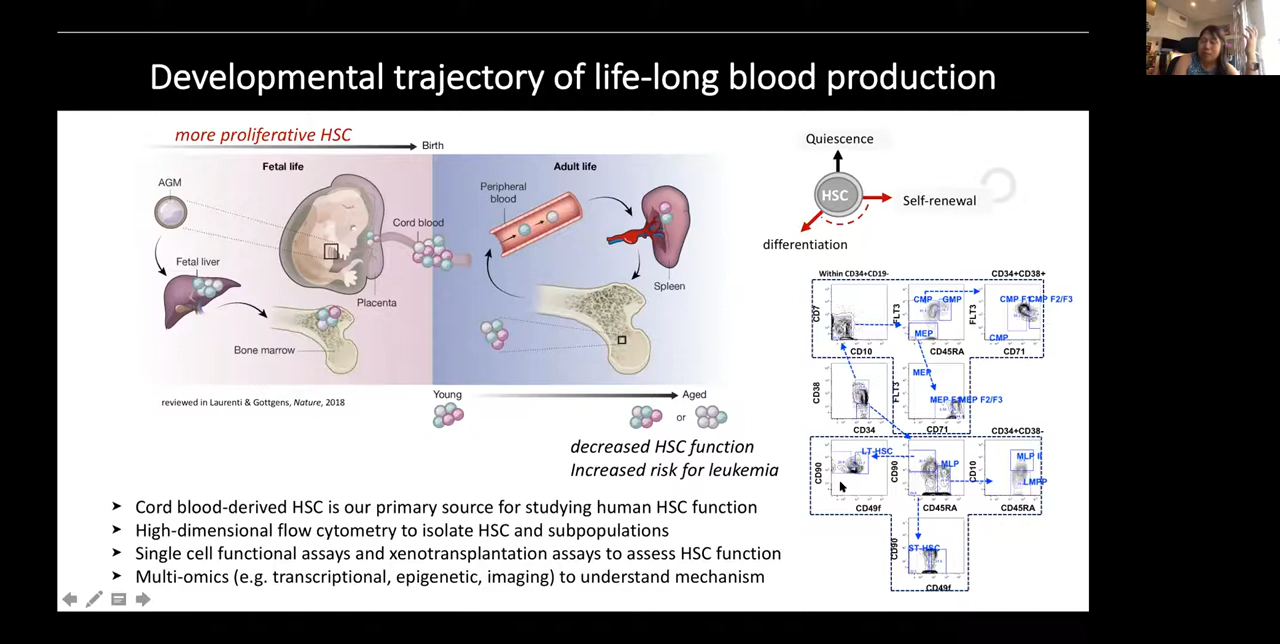 Developmental trajectory of life-long blood production
more proliferative HSC
Birth
Fetal life
Adult life
AGM
Fetal liver
Bone marrow
Placenta
Cord blood
Peripheral
blood
Spleen
reviewed in Laurenti & Gottgens, Nature, 2018
Young
Aged
or
decreased HSC function
Increased risk for leukemia
➤ Cord blood-derived HSC is our primary source for studying human HSC function
➤ High-dimensional flow cytometry to isolate HSC and subpopulations
➤ Single cell functional assays and xenotransplantation assays to assess HSC function
➤ Multi-omics (e.g. transcriptional, epigenetic, imaging) to understand mechanism
Quiescence
HSC
Self-renewal
differentiation
Within CD34+CD19-
CD34+CD38+
CD7
CD10
FLT3
CMP
GMP
MEP
CD45RA
FLT3
CMP F1
CMP F2/F3
CMP
CD71
CD38
CD34
FLT3
MEP
MEP F1
MEP F2/F3
CD71
CD34+CD38-
CD90
LT-HSC
CD49f
CD90
MLP
CD45RA
CD10
MLP II
LMPP
CD45RA
CD90
ST-HSC
CD49f